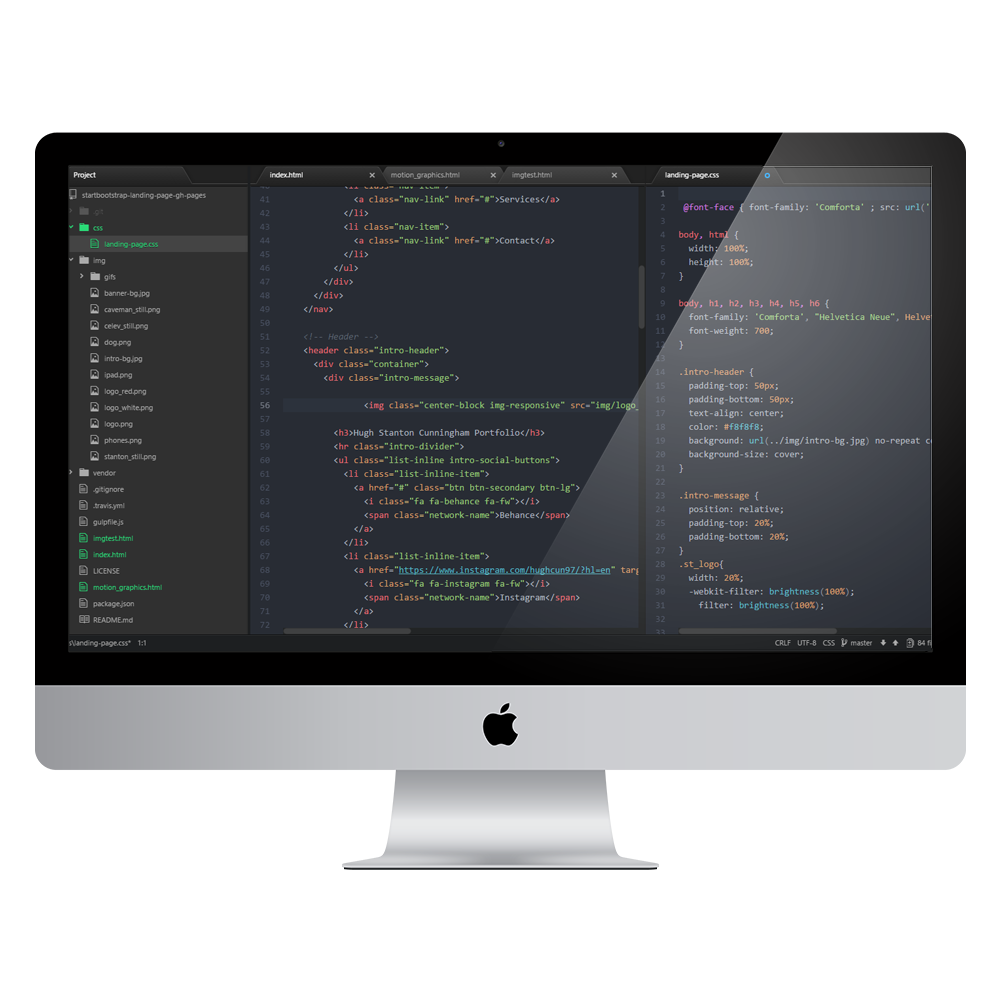 Project
startbootstrap-landing-page-gh-pages
.git
css
landing-page.css
img
gifs
banner-bg.jpg
caveman_still.png
celev_still.png
dog.png
intro-bg.jpg
ipad.png
logo_red.png
logo_white.png
logo.png
phones.png
stanton_still.png
vendor
.gitignore
.travis.yml
gulpfile.js
imgtest.html
index.html
LICENSE
motion_graphics.html
package.json
README.md
index.html
motion_graphics.html
imgtest.html
41 <a class="nav-link" href="#">Services</a>
42 </li>
43 <li class="nav-item">
44 <a class="nav-link" href="#">Contact</a>
45 </li>
46 </ul>
47 </div>
48 </div>
49 </nav>
50
51 <!-- Header -->
52 <header class="intro-header">
53 <div class="container">
54 <div class="intro-message">
55
56 <img class="center-block img-responsive" src="img/logo_
57
58 <h3>Hugh Stanton Cunningham Portfolio</h3>
59 <hr class="intro-divider">
60 <ul class="list-inline intro-social-buttons">
61 <li class="list-inline-item">
62 <a href="#" class="btn btn-secondary btn-lg">
63 <i class="fa fa-behance fa-fw"></i>
64 <span class="network-name">Behance</span>
65 </a>
66 </li>
67 <li class="list-inline-item">
68 <a href="https://www.instagram.com/hughcun97/?hl=en" targ
69 <i class="fa fa-instagram fa-fw"></i>
70 <span class="network-name">Instagram</span>
71 </a>
72 </li>
landing-page.css
1
2 @font-face { font-family: 'Comforta' ; src: url('
3
4 body, html {
5 width: 100%;
6 height: 100%;
7 }
8
9 body, h1, h2, h3, h4, h5, h6 {
10 font-family: 'Comforta', "Helvetica Neue", Helve
11 font-weight: 700;
12 }
13
14 .intro-header {
15 padding-top: 50px;
16 padding-bottom: 50px;
17 text-align: center;
18 color: #f8f8f8;
19 background: url(../img/intro-bg.jpg) no-repeat c
20 background-size: cover;
21 }
22
23 .intro-message {
24 position: relative;
25 padding-top: 20%;
26 padding-bottom: 20%;
27 }
28 .st_logo{
29 width: 20%;
30 -webkit-filter: brightness(100%);
31 filter: brightness(100%);
32
33
s\landing-page.css* 1:1
CRLF UTF-8 CSS master 84 fi